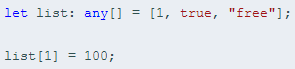 let list: any[] = [1, true, "free"];
list[1] = 100;